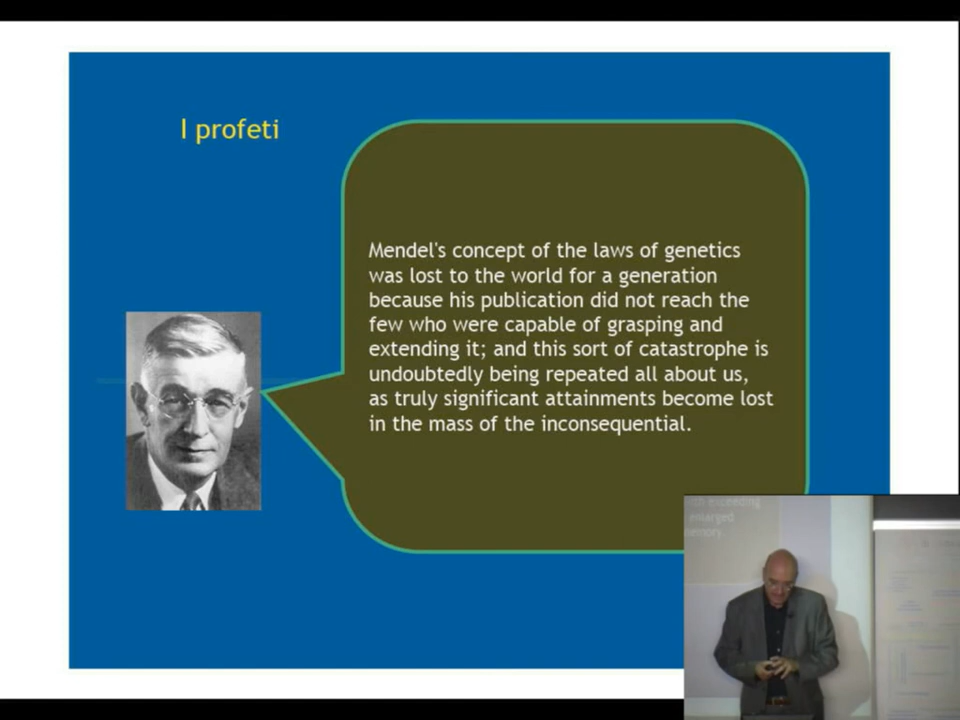 I profeti
Mendel's concept of the laws of genetics
was lost to the world for a generation
because his publication did not reach the
few who were capable of grasping and
extending it; and this sort of catastrophe is
undoubtedly being repeated all about us,
as truly significant attainments become lost
in the mass of the inconsequential.
exceeding
enlarged